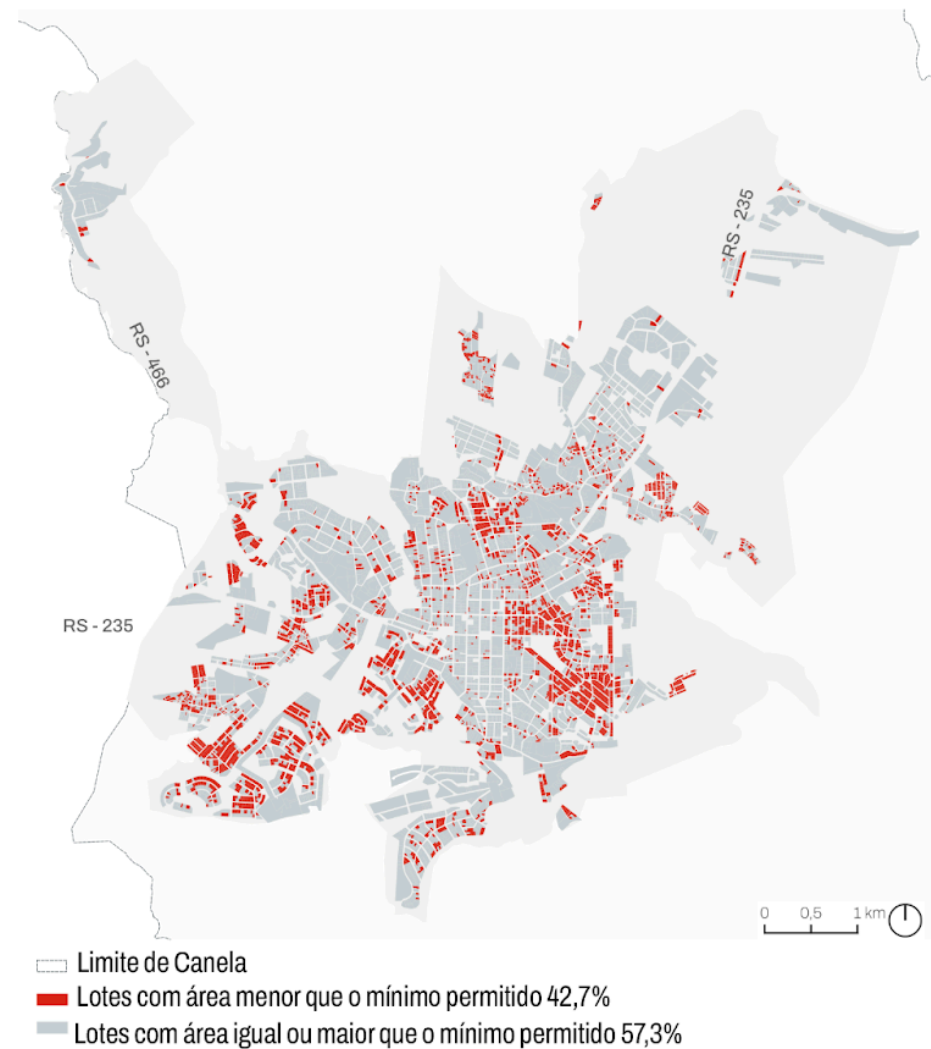 RS - 235
RS - 466
RS - 235
0 0,5 1 km
Limite de Canela
Lotes com área menor que o mínimo permitido 42,7%
Lotes com área igual ou maior que o mínimo permitido 57,3%